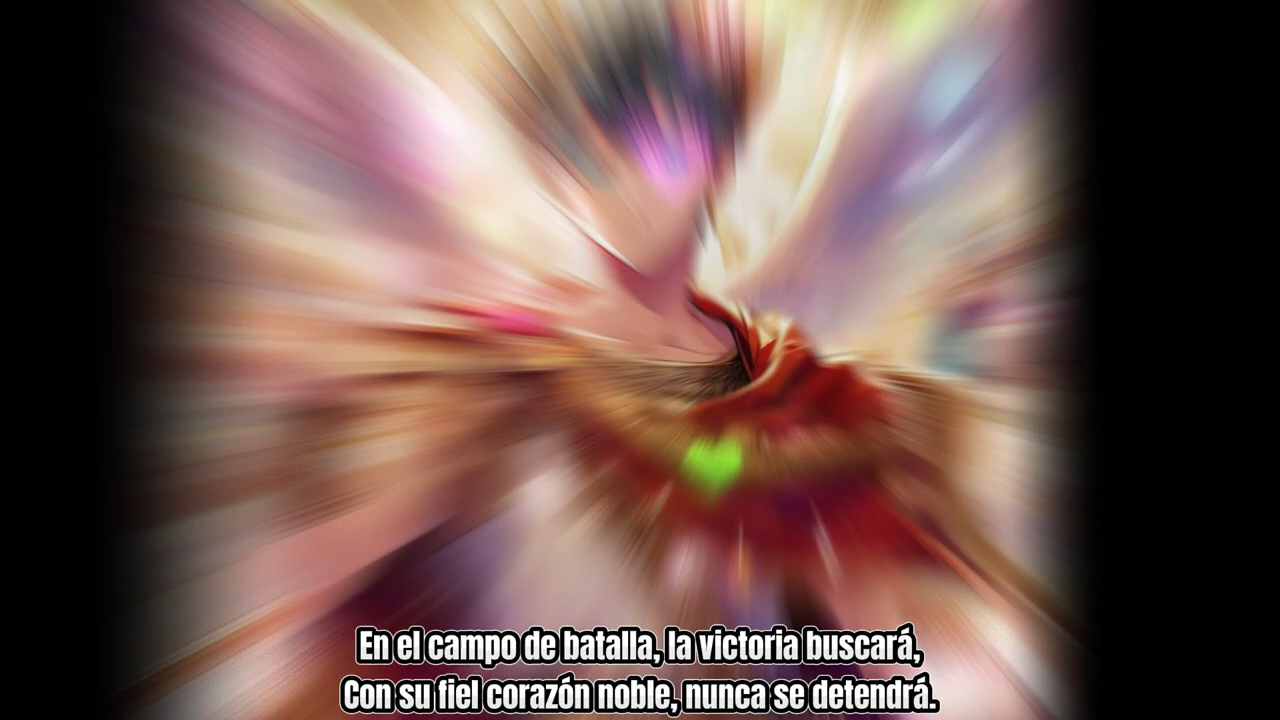 En el campo de batalla, la victoria buscará,
Con su fiel corazón noble, nunca se detendrá.